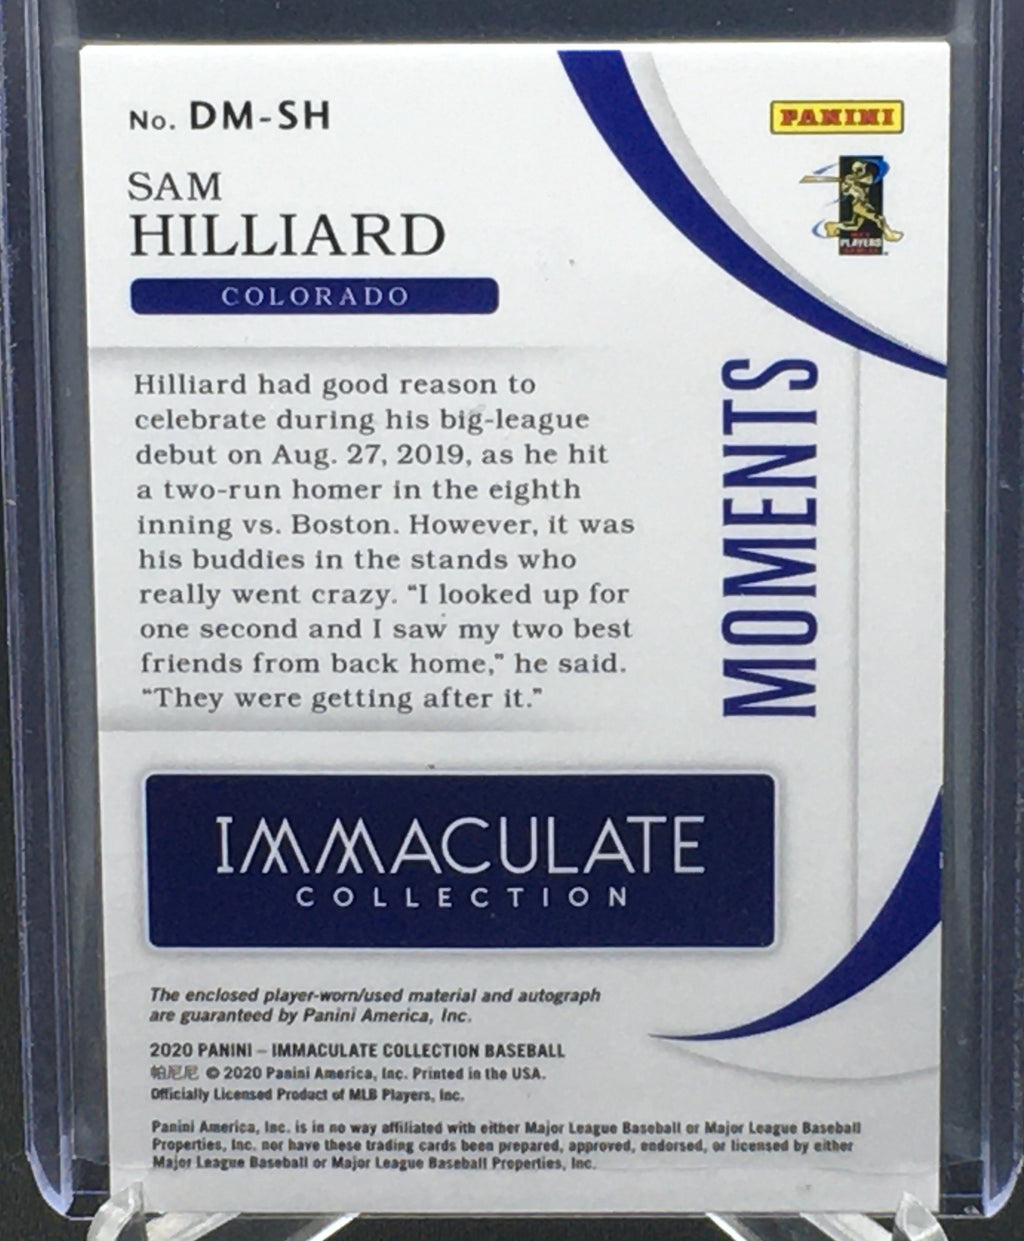 No. DM-SH
PANINI
SAM
HILLIARD
COLORADO
PLAYERS
Hilliard had good reason to
celebrate during his big-league
debut on Aug. 27, 2019, as he hit
a two-run homer in the eighth
inning vs. Boston. However, it was
his buddies in the stands who
really went crazy. “I looked up for
one second and I saw my two best
friends from back home,” he said.
“They were getting after it.”
MOMENTS
IMMACULATE
COLLECTION
The enclosed player-worn/used material and autograph
are guaranteed by Panini America, Inc.
2020 PANINI – IMMACULATE COLLECTION BASEBALL
帕尼尼 © 2020 Panini America, Inc. Printed in the USA.
Officially Licensed Product of MLB Players, Inc.
Panini America, Inc. is in no way affiliated with either Major League Baseball or Major League Baseball
Properties, Inc. nor have these trading cards been prepared, approved, endorsed, or licensed by either
Major League Baseball or Major League Baseball Properties, Inc.